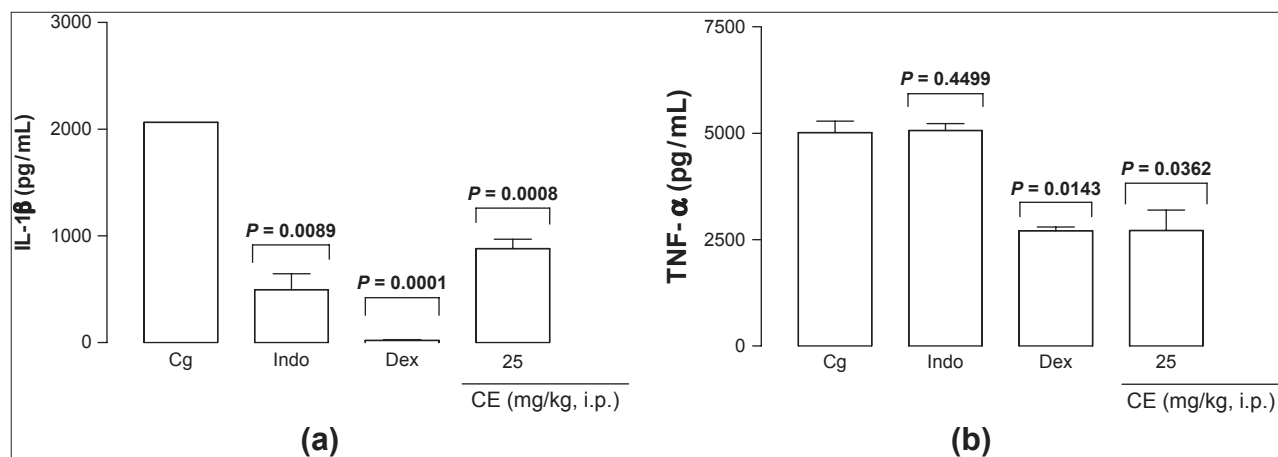 3000
2000
1000
0
IL-1β (pg/mL)
P = 0.0089
P = 0.0001
P = 0.0008
Cg Indo Dex 25
CE (mg/kg, i.p.)
(a)
7500
5000
2500
0
TNF- α (pg/mL)
P = 0.4499
P = 0.0143
P = 0.0362
Cg Indo Dex 25
CE (mg/kg, i.p.)
(b)